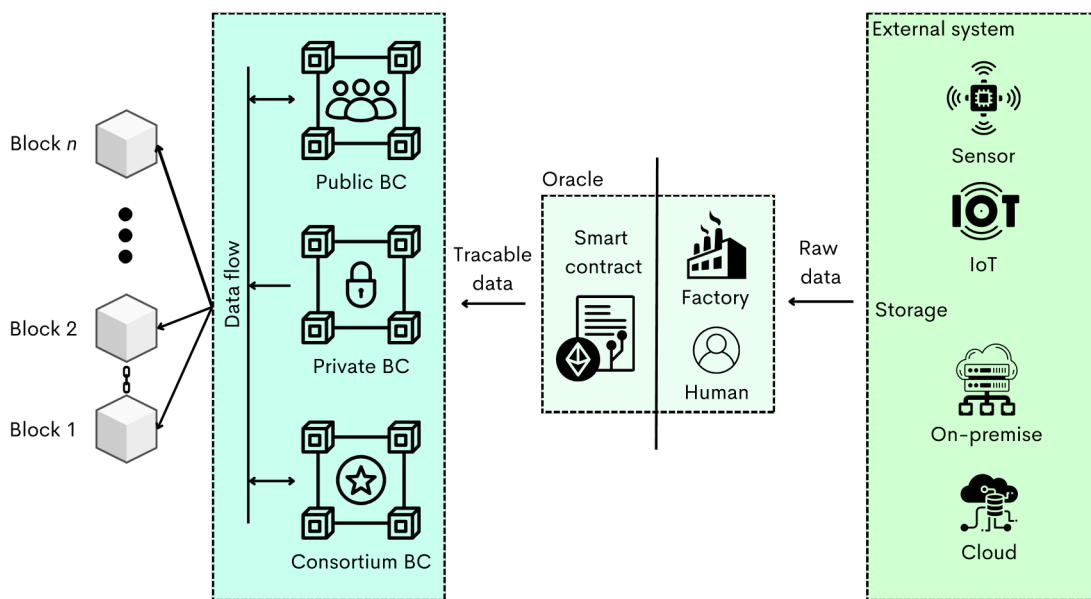 External system
Sensor
IOT
IoT
Storage
On-premise
Cloud
Raw
data
Oracle
Smart
contract
Factory
Human
Tracable
data
Data flow
Public BC
Private BC
Consortium BC
Block n
Block 2
Block 1